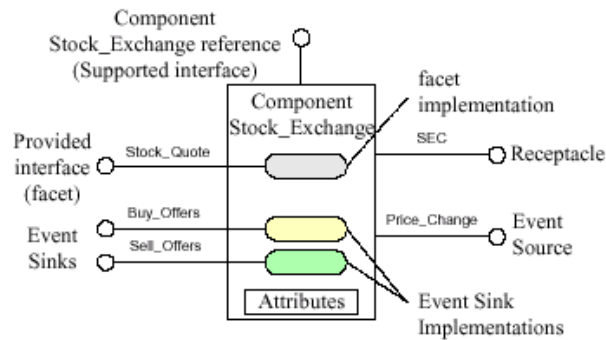 Component
Stock_Exchange reference
(Supported interface)
Component
Stock_Exchange
facet
implementation
Provided
interface
(facet)
Stock_Quote
SEC
Receptacle
Buy_Offers
Event
Sinks
Sell_Offers
Price_Change
Event
Source
Attributes
Event Sink
Implementations